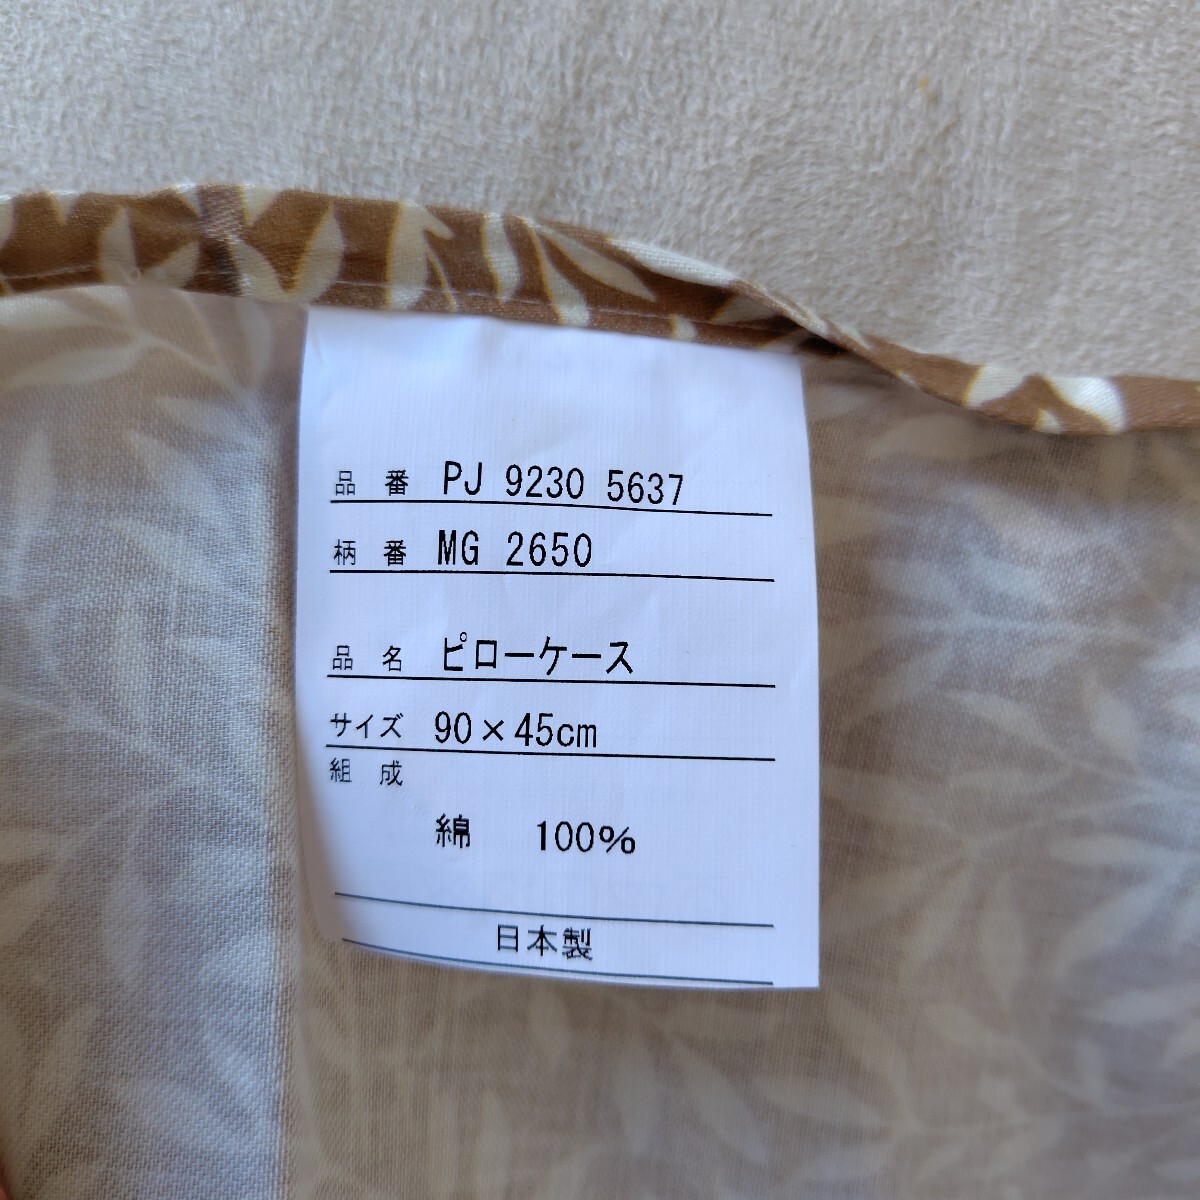 品 番 PJ 9230 5637
柄 番 MG 2650
品 名 ピローケース
サイズ 90×45cm
組 成
綿 100%
日本製